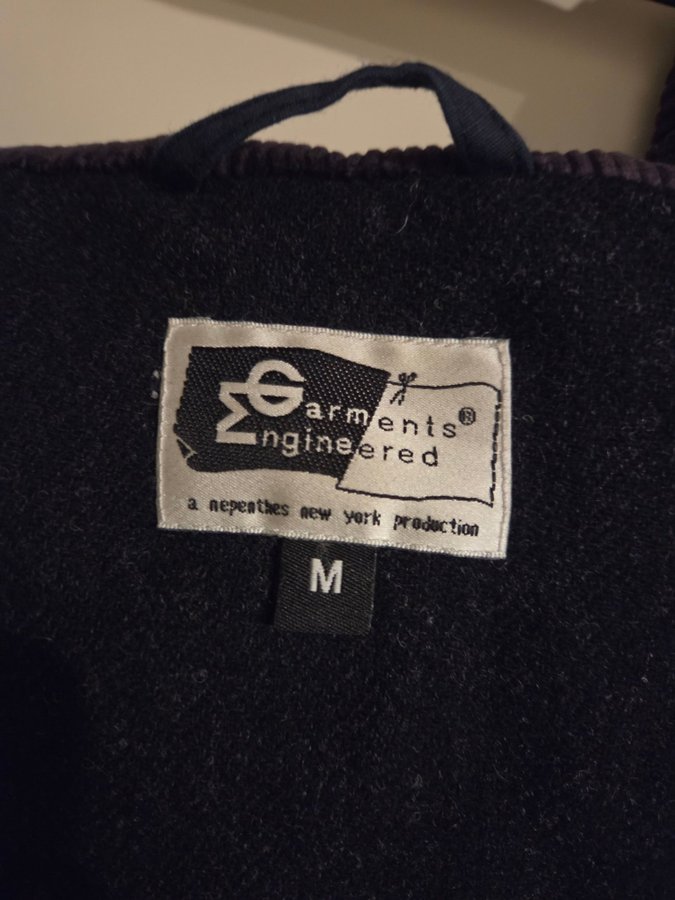 Garments®
Engineered
a nepenthes new york production
M